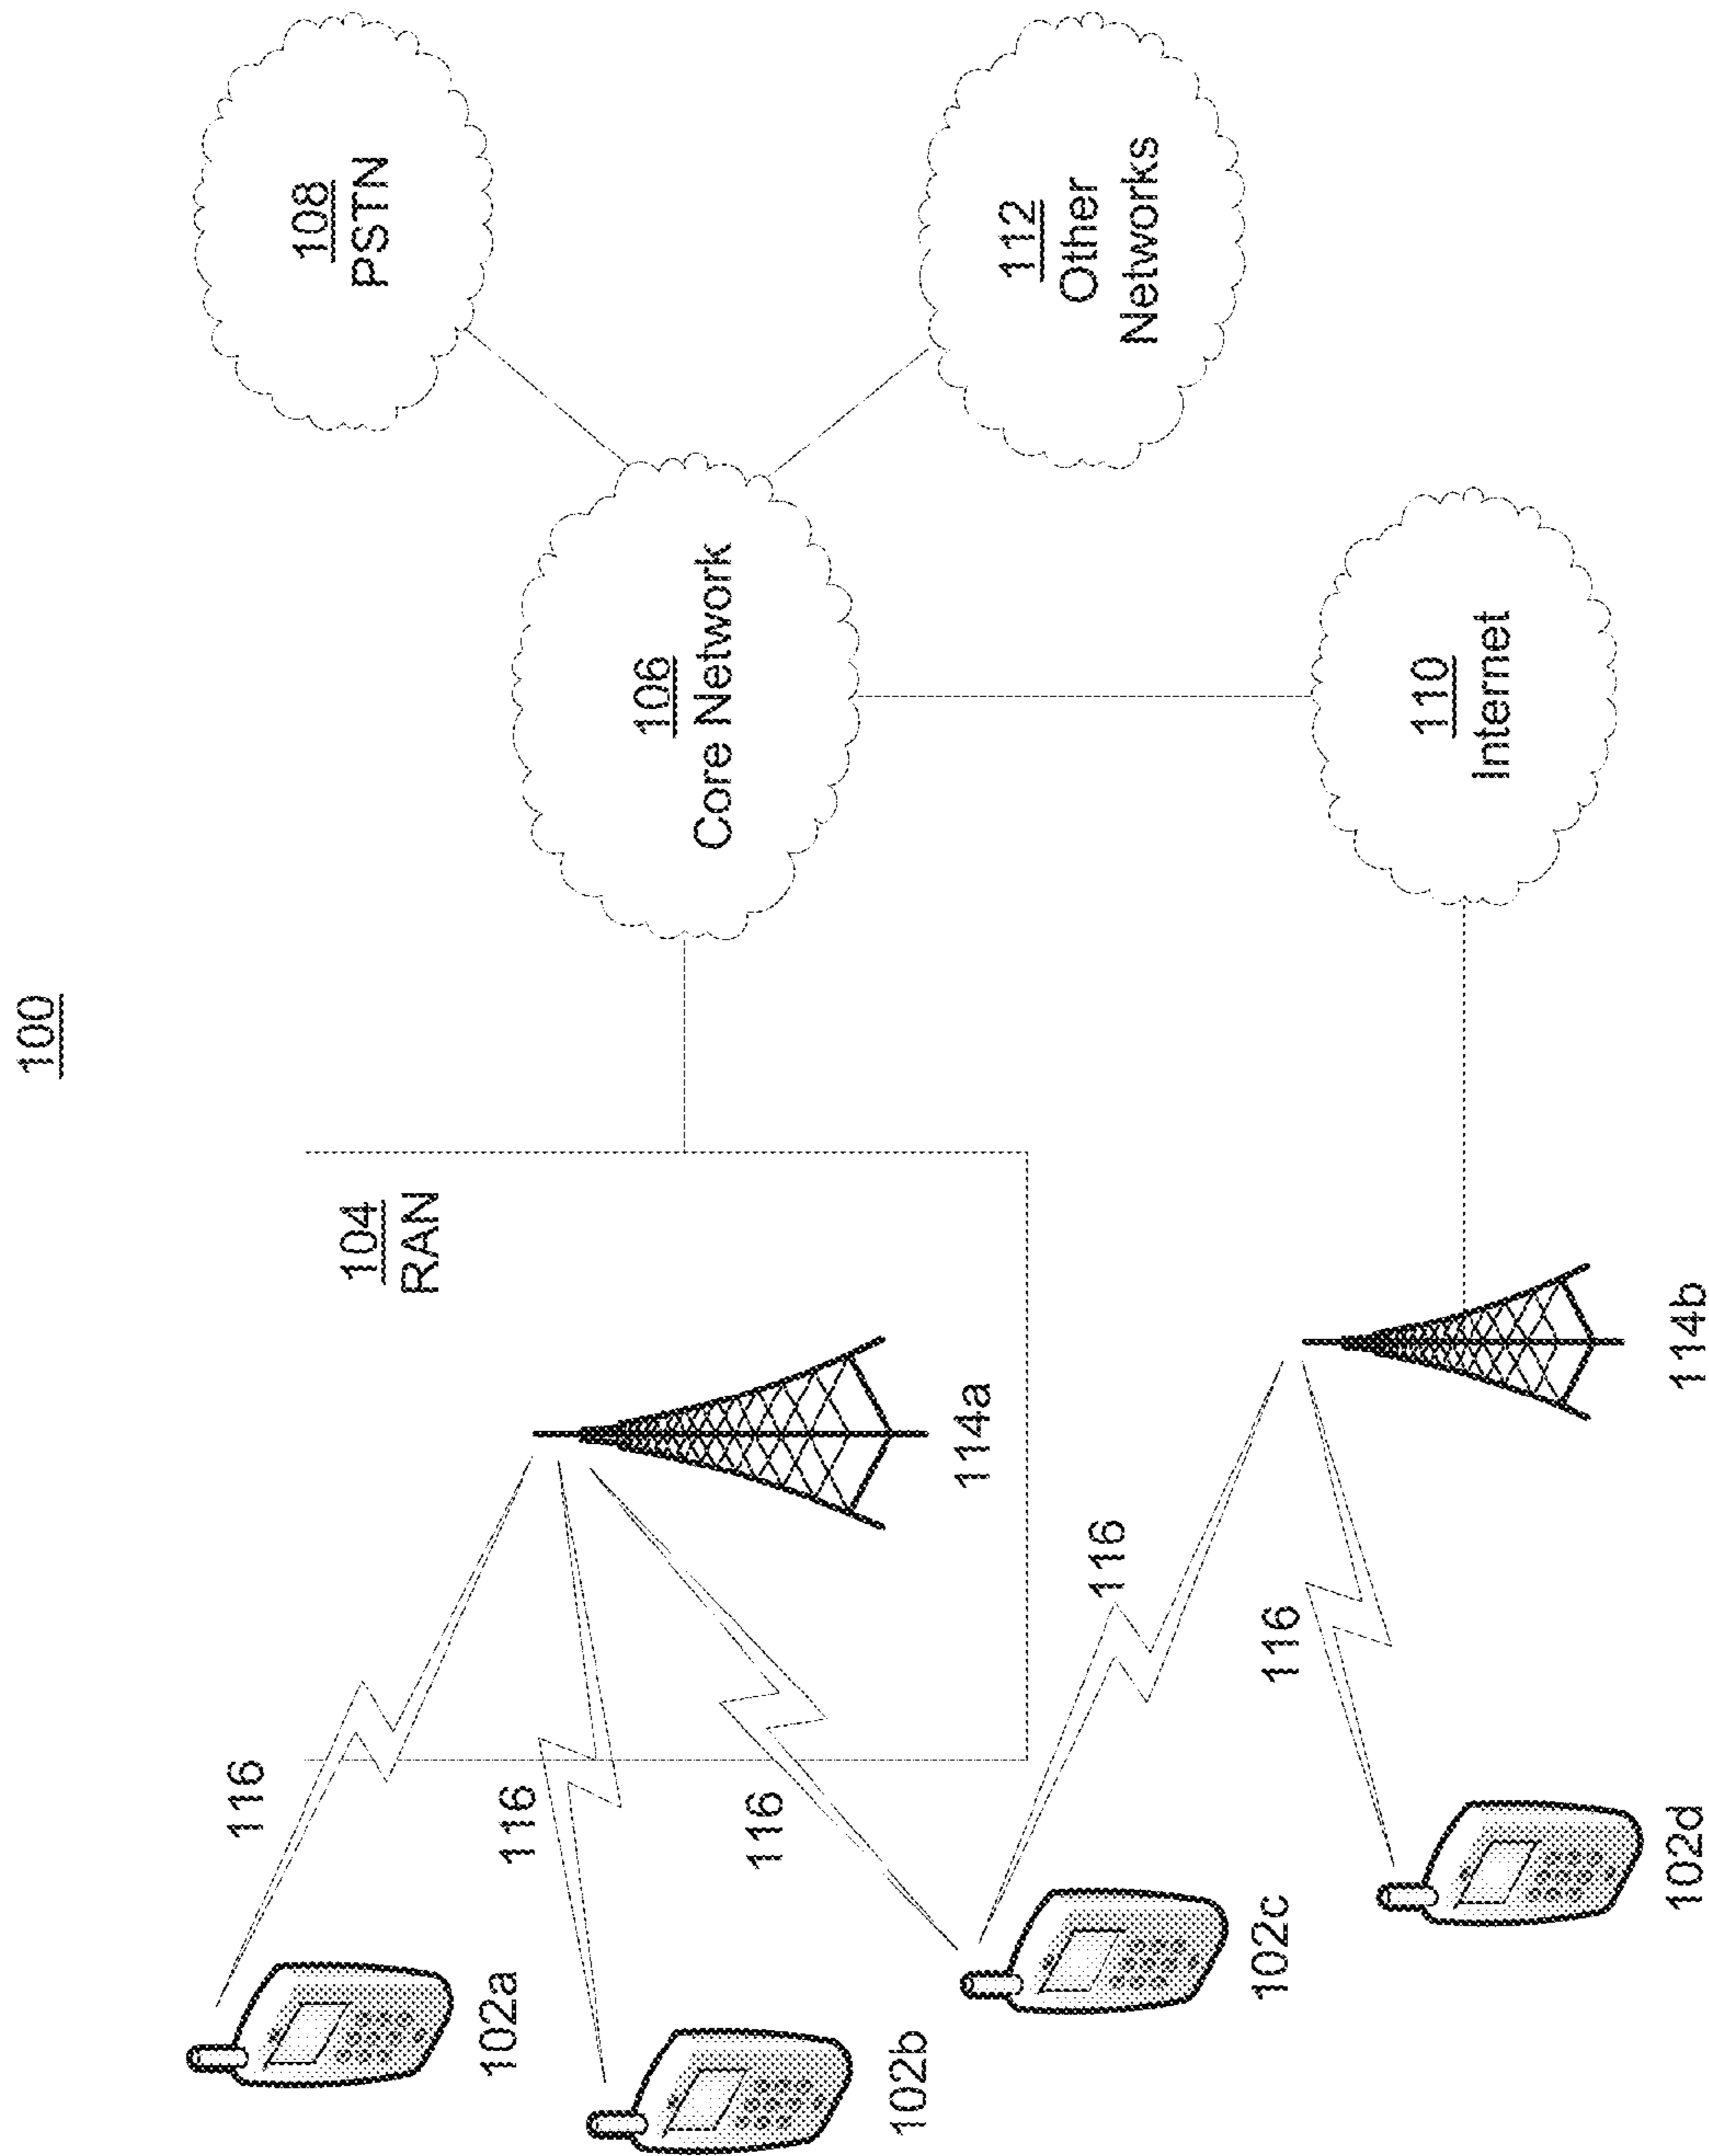 100
116
102a
104
RAN
108
PSTN
116
102b
106
Core Network
114a
116
112
Other
Networks
102c
116
116
110
Internet
102d
114b